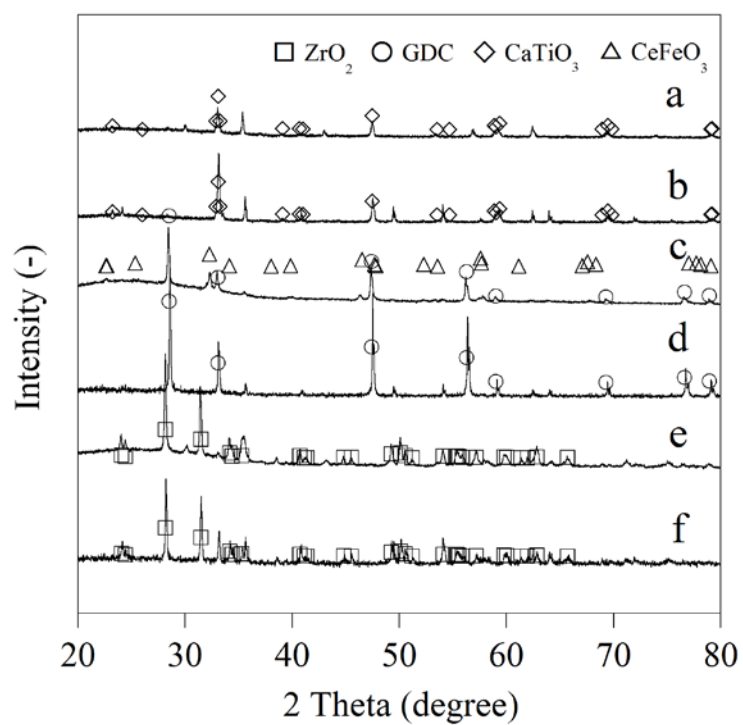 ZrO₂ GDC CaTiO₃ CeFeO₃
a
b
c
d
e
f
Intensity (-)
20 30 40 50 60 70 80
2 Theta (degree)